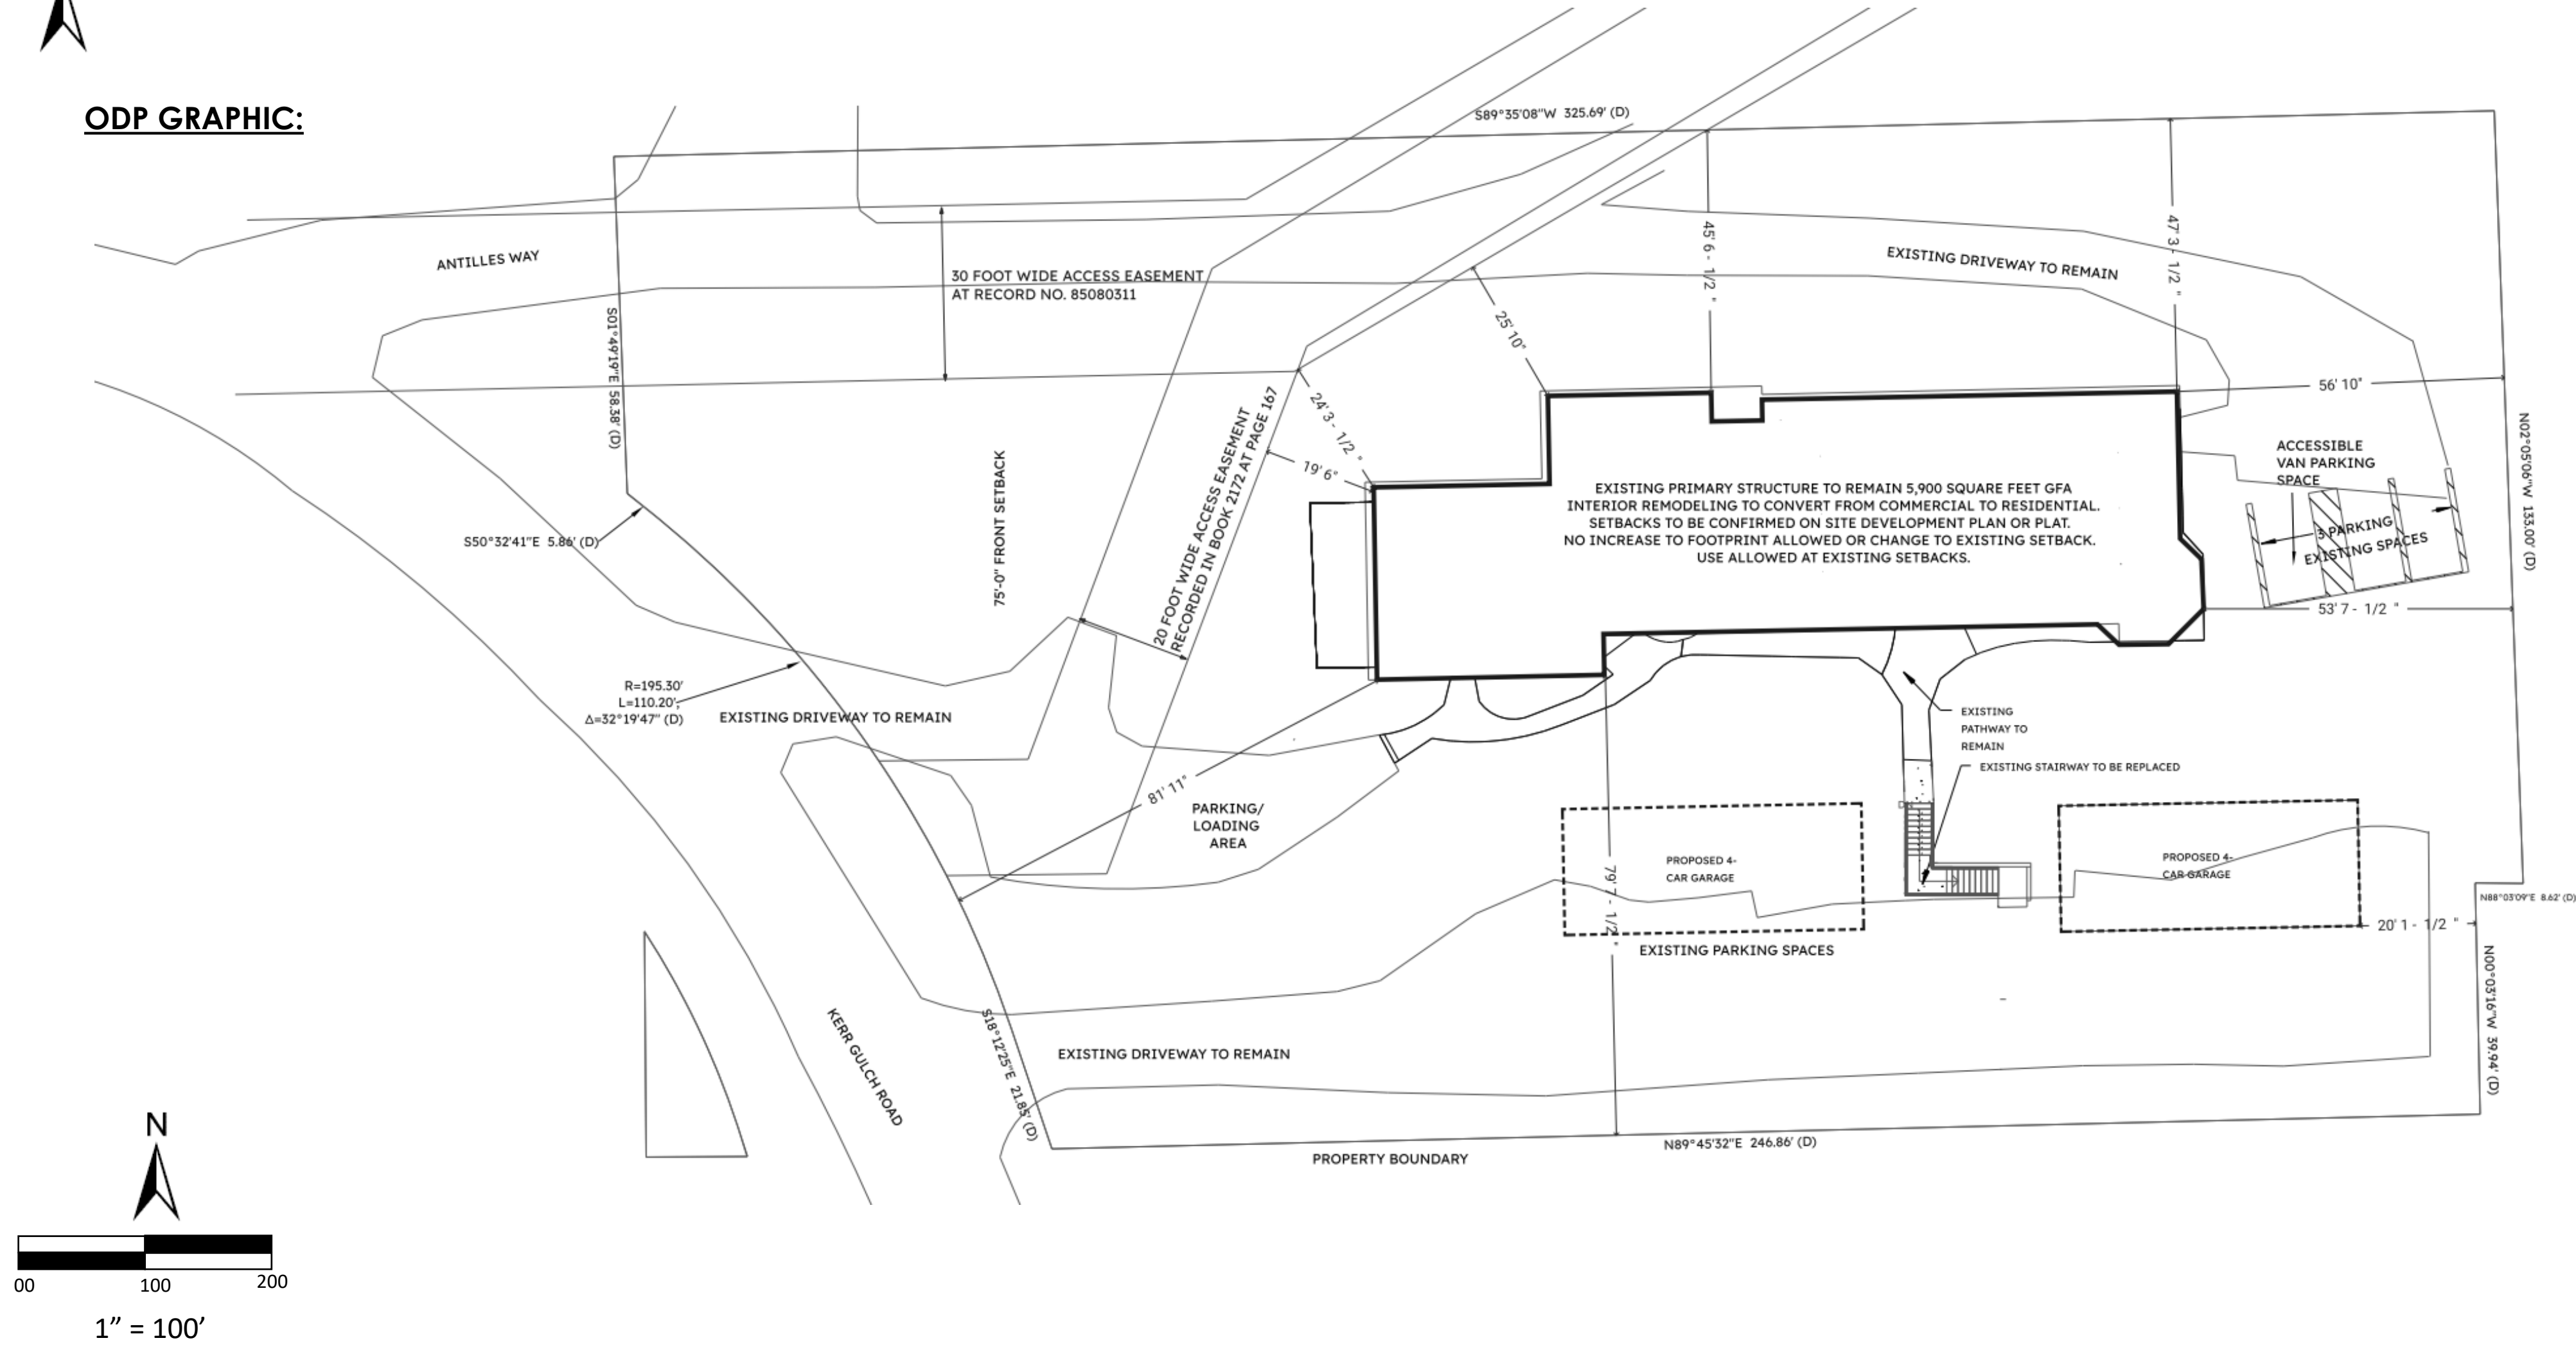 ODP GRAPHIC:
S89°35'08"W 325.69' (D)
ANTILLES WAY
30 FOOT WIDE ACCESS EASEMENT
AT RECORD NO. 85080311
S01°49'19"E 58.38' (D)
EXISTING DRIVEWAY TO REMAIN
45' 6 - 1/2 "
47' 3 - 1/2 "
25' 10"
24' 3 - 1/2 "
19' 6"
56' 10"
N02°05'06"W 133.00' (D)
ACCESSIBLE
VAN PARKING
SPACE
3 PARKING
EXISTING SPACES
53' 7 - 1/2 "
EXISTING PRIMARY STRUCTURE TO REMAIN 5,900 SQUARE FEET GFA
INTERIOR REMODELING TO CONVERT FROM COMMERCIAL TO RESIDENTIAL.
SETBACKS TO BE CONFIRMED ON SITE DEVELOPMENT PLAN OR PLAT.
NO INCREASE TO FOOTPRINT ALLOWED OR CHANGE TO EXISTING SETBACK.
USE ALLOWED AT EXISTING SETBACKS.
75'-0" FRONT SETBACK
20 FOOT WIDE ACCESS EASEMENT
RECORDED IN BOOK 2172 AT PAGE 167
S50°32'41"E 5.86' (D)
R=195.30'
L=110.20',
Δ=32°19'47" (D)
EXISTING DRIVEWAY TO REMAIN
81' 11"
PARKING/
LOADING
AREA
EXISTING
PATHWAY TO
REMAIN
EXISTING STAIRWAY TO BE REPLACED
PROPOSED 4-
CAR GARAGE
79' 7 - 1/2 "
PROPOSED 4-
CAR GARAGE
EXISTING PARKING SPACES
20' 1 - 1/2 "
N88°03'09"E 8.62' (D)
N00°03'16"W 39.94' (D)
KERR GULCH ROAD
S18°12'25"E 21.85' (D)
EXISTING DRIVEWAY TO REMAIN
PROPERTY BOUNDARY
N89°45'32"E 246.86' (D)
N
00 100 200
1” = 100’